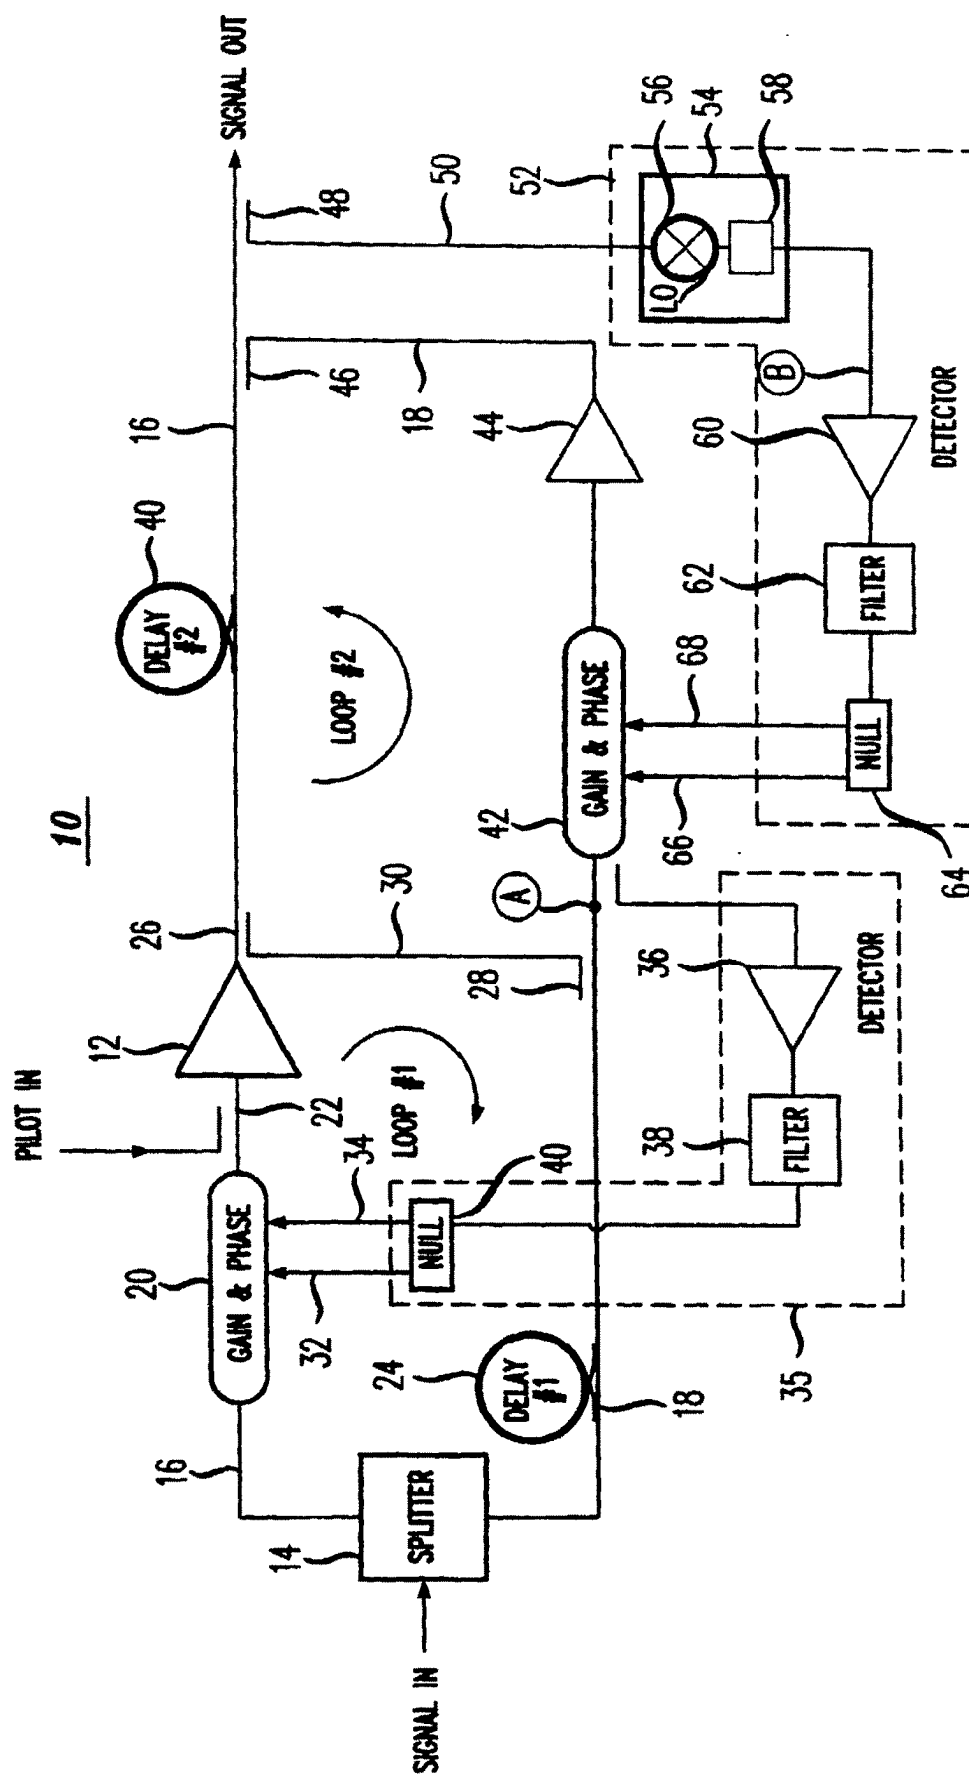 10
SIGNAL IN
14
SPLITTER
16
18
24
DELAY
#1
20
GAIN & PHASE
32
34
NULL
40
PILOT IN
22
12
26
LOOP #1
30
28
A
35
38
FILTER
36
DETECTOR
DELAY
#2
40
16
LOOP #2
42
GAIN & PHASE
44
18
46
48
SIGNAL OUT
50
52
56
54
58
LO
B
60
DETECTOR
62
FILTER
NULL
64
66
68